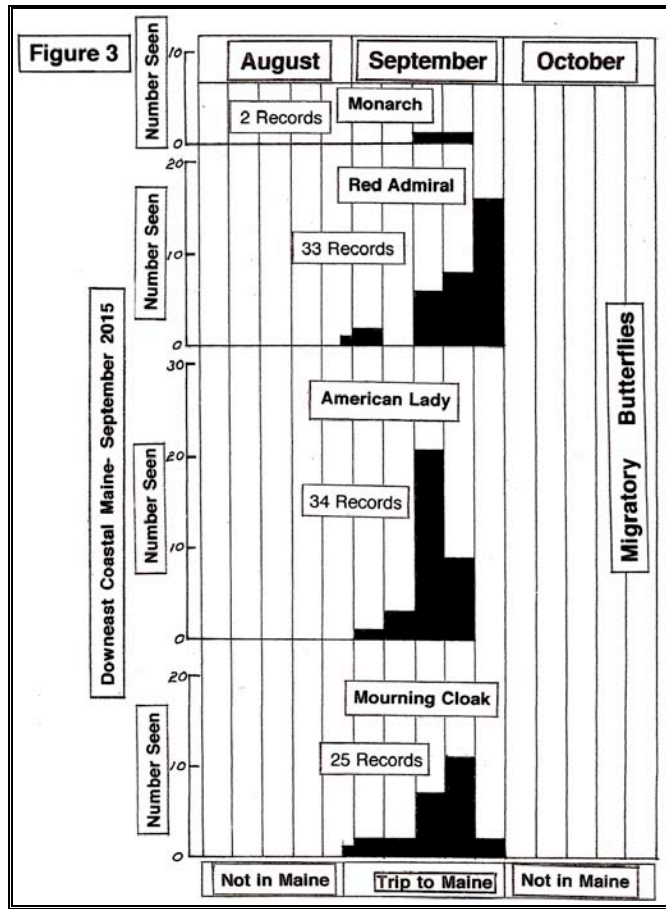 Figure 3
Number Seen
10
0
August
September
October
Monarch
2 Records
Number Seen
20
10
0
Red Admiral
33 Records
Number Seen
30
20
10
0
American Lady
34 Records
Number Seen
20
10
0
Mourning Cloak
25 Records
Downeast Coastal Maine- September 2015
Migratory Butterflies
Not in Maine
Trip to Maine
Not in Maine